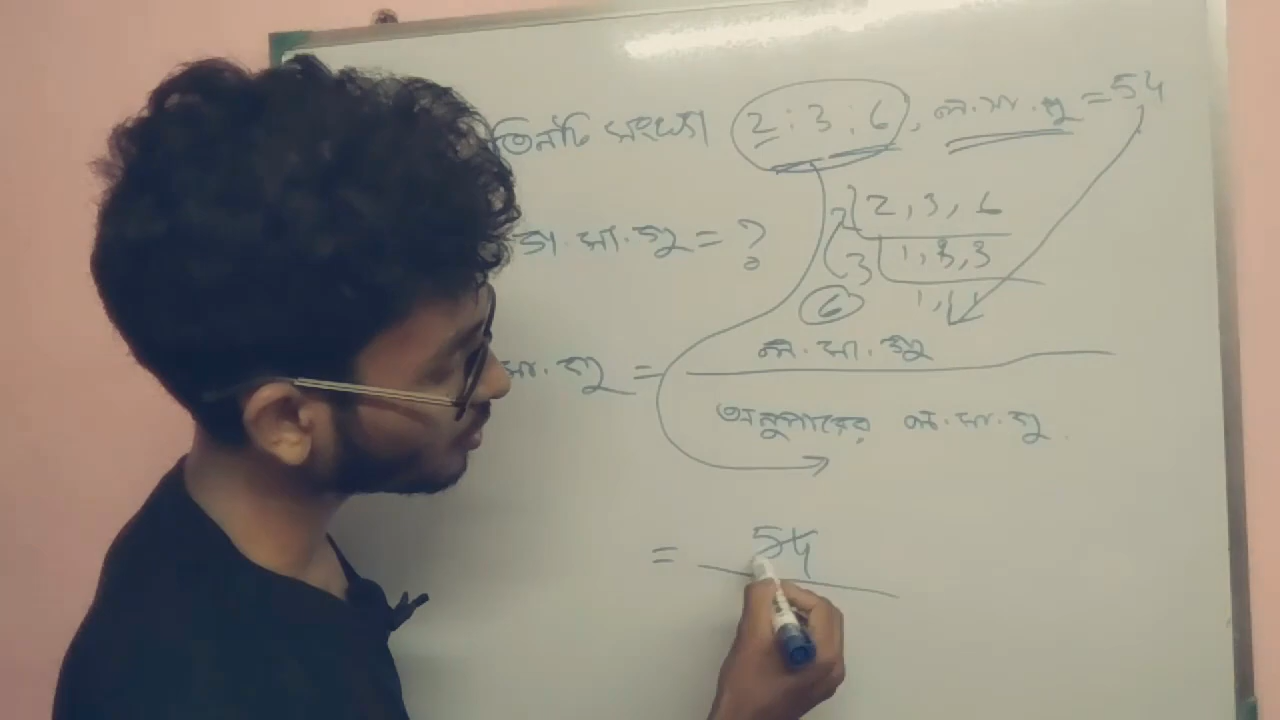 তিনটি সংখ্যা 2 : 3 : 6, ল.সা.গু = 54
2 2, 3, 6
গ.সা.গু = ?
3 1, 3, 3
6 1, 1, 1
ল.সা.গু
সা.গু =
অনুপাতের ল.সা.গু.
= 54